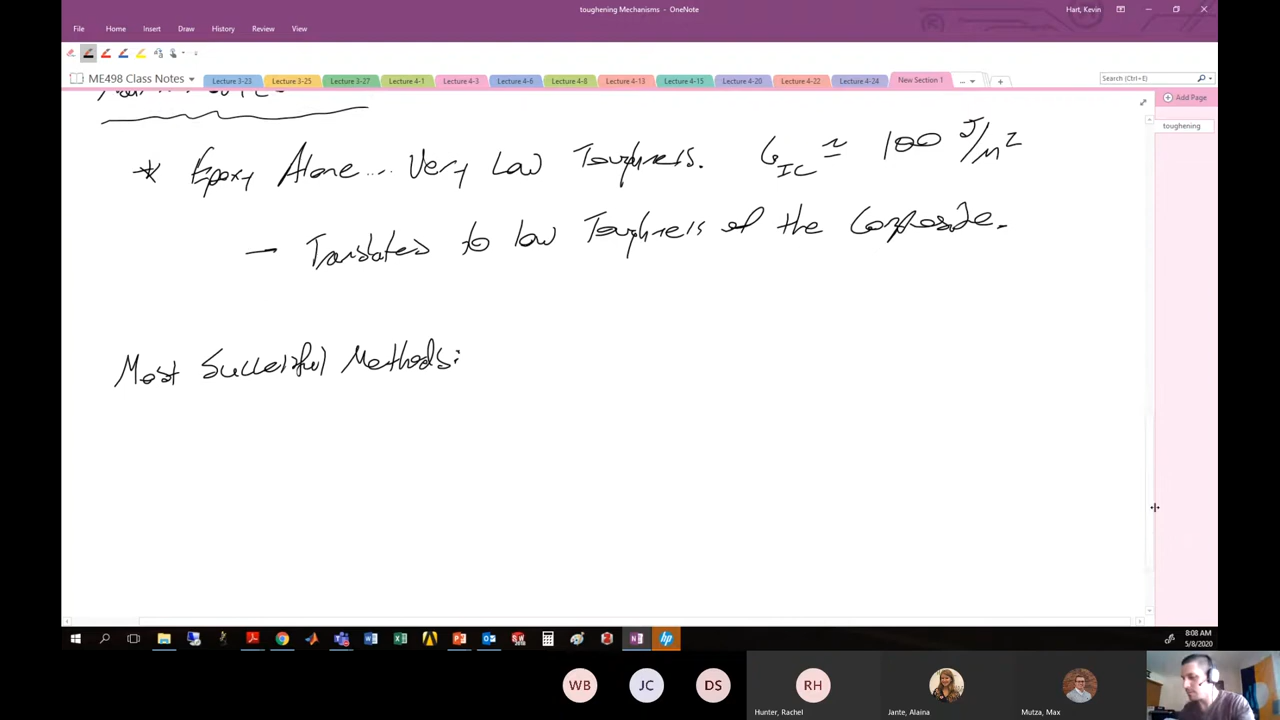 toughening Mechanisms - OneNote
Hart, Kevin
File Home Insert Draw History Review View
ME498 Class Notes
Lecture 3-23 Lecture 3-25 Lecture 3-27 Lecture 4-1 Lecture 4-3 Lecture 4-6 Lecture 4-8 Lecture 4-13 Lecture 4-15 Lecture 4-20 Lecture 4-22 Lecture 4-24 New Section 1 ...
Search (Ctrl+E)
Add Page
toughening
* Epoxy Alone... Very Low Toughness. GIC ≈ 100 J/m2
- Translates to low Toughness of the Composite.
Most Successful Methods:
8:08 AM
5/8/2020
WB JC DS RH
Hunter, Rachel Jante, Alaina Mutza, Max